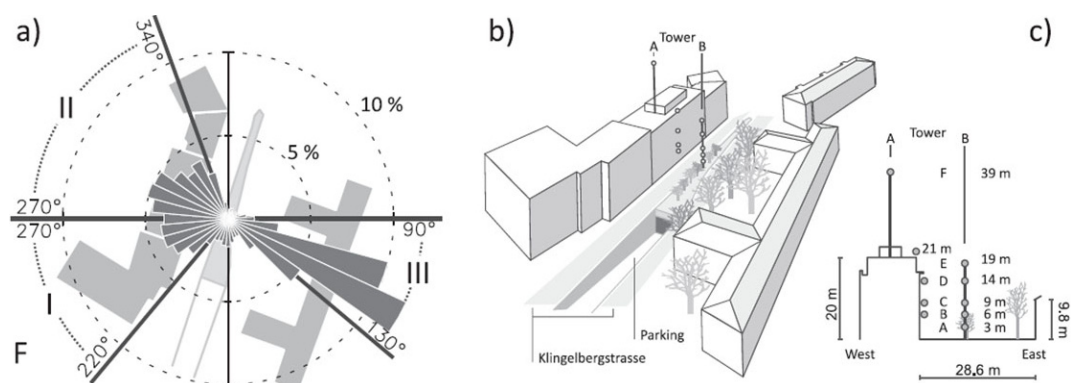 a)
340°
II
10 %
5 %
270°
270°
90°
I
III
F
220°
130°
b)
Tower
A
B
Parking
Klingelbergstrasse
c)
Tower
A
B
F
39 m
21 m
E
19 m
D
14 m
C
9 m
B
6 m
A
3 m
20 m
9.8 m
West
East
28.6 m